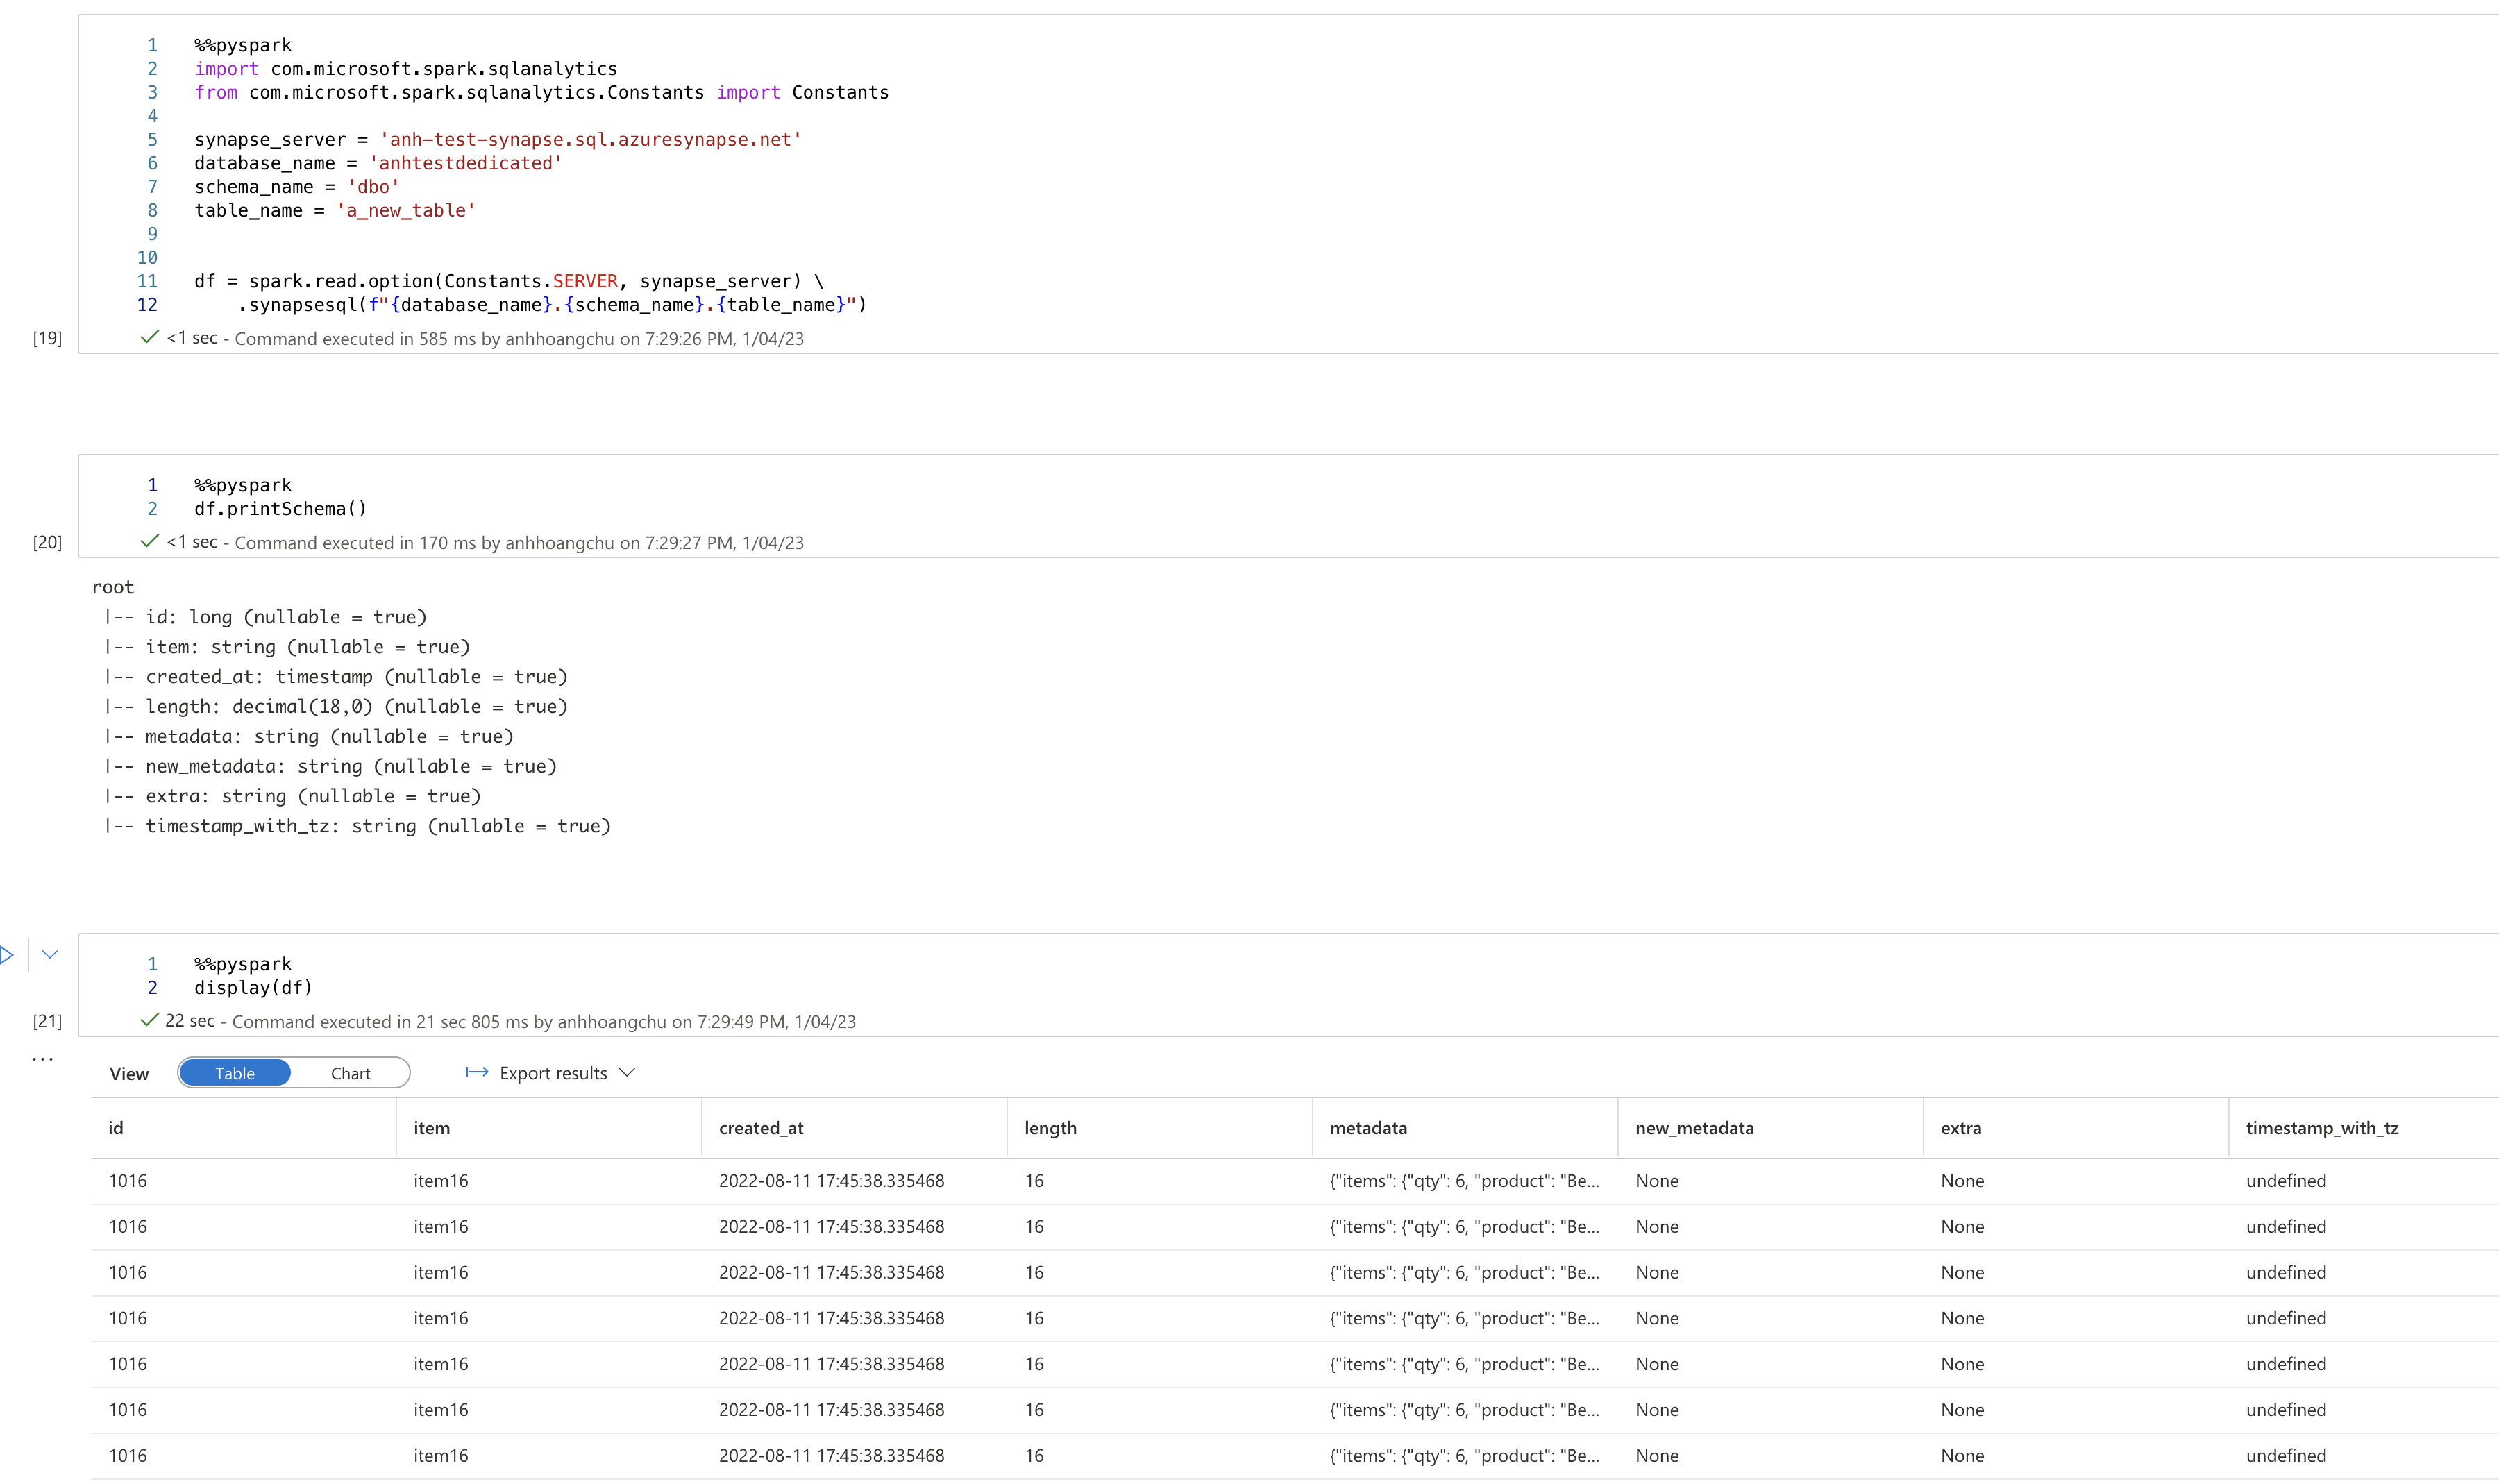 1 %%pyspark
2 import com.microsoft.spark.sqlanalytics
3 from com.microsoft.spark.sqlanalytics.Constants import Constants
4
5 synapse_server = 'anh-test-synapse.sql.azuresynapse.net'
6 database_name = 'anhtestdedicated'
7 schema_name = 'dbo'
8 table_name = 'a_new_table'
9
10
11 df = spark.read.option(Constants.SERVER, synapse_server) \
12     .synapsesql(f"{database_name}.{schema_name}.{table_name}")
[19] <1 sec - Command executed in 585 ms by anhhoangchu on 7:29:26 PM, 1/04/23
1 %%pyspark
2 df.printSchema()
[20] <1 sec - Command executed in 170 ms by anhhoangchu on 7:29:27 PM, 1/04/23
root
|-- id: long (nullable = true)
|-- item: string (nullable = true)
|-- created_at: timestamp (nullable = true)
|-- length: decimal(18,0) (nullable = true)
|-- metadata: string (nullable = true)
|-- new_metadata: string (nullable = true)
|-- extra: string (nullable = true)
|-- timestamp_with_tz: string (nullable = true)
1 %%pyspark
2 display(df)
[21] 22 sec - Command executed in 21 sec 805 ms by anhhoangchu on 7:29:49 PM, 1/04/23
...
View Table Chart Export results
id item created_at length metadata new_metadata extra timestamp_with_tz
1016 item16 2022-08-11 17:45:38.335468 16 {"items": {"qty": 6, "product": "Be... None None undefined
1016 item16 2022-08-11 17:45:38.335468 16 {"items": {"qty": 6, "product": "Be... None None undefined
1016 item16 2022-08-11 17:45:38.335468 16 {"items": {"qty": 6, "product": "Be... None None undefined
1016 item16 2022-08-11 17:45:38.335468 16 {"items": {"qty": 6, "product": "Be... None None undefined
1016 item16 2022-08-11 17:45:38.335468 16 {"items": {"qty": 6, "product": "Be... None None undefined
1016 item16 2022-08-11 17:45:38.335468 16 {"items": {"qty": 6, "product": "Be... None None undefined
1016 item16 2022-08-11 17:45:38.335468 16 {"items": {"qty": 6, "product": "Be... None None undefined